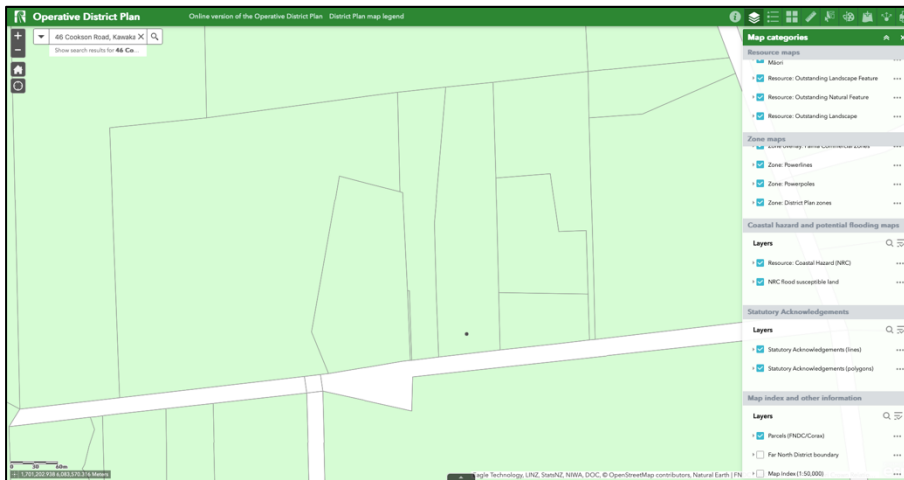 Operative District Plan
Online version of the Operative District Plan District Plan map legend
46 Cookson Road, Kawaka
Show search results for 46 Co...
Map categories
Resource maps
Māori
Resource: Outstanding Landscape Feature
Resource: Outstanding Natural Feature
Resource: Outstanding Landscape
Zone maps
Zone: Powerlines
Zone: Powerpoles
Zone: District Plan zones
Coastal hazard and potential flooding maps
Layers
Resource: Coastal Hazard (NRC)
NRC flood susceptible land
Statutory Acknowledgements
Layers
Statutory Acknowledgements (lines)
Statutory Acknowledgements (polygons)
Map index and other information
Layers
Parcels (FNDC/Corax)
Far North District boundary
Map Index (1:50,000)
0 30 60m
1,701,202.938 6,083,570.316 Meters
Eagle Technology, LINZ, StatsNZ, NIWA, DOC, © OpenStreetMap contributors, Natural Earth | FN